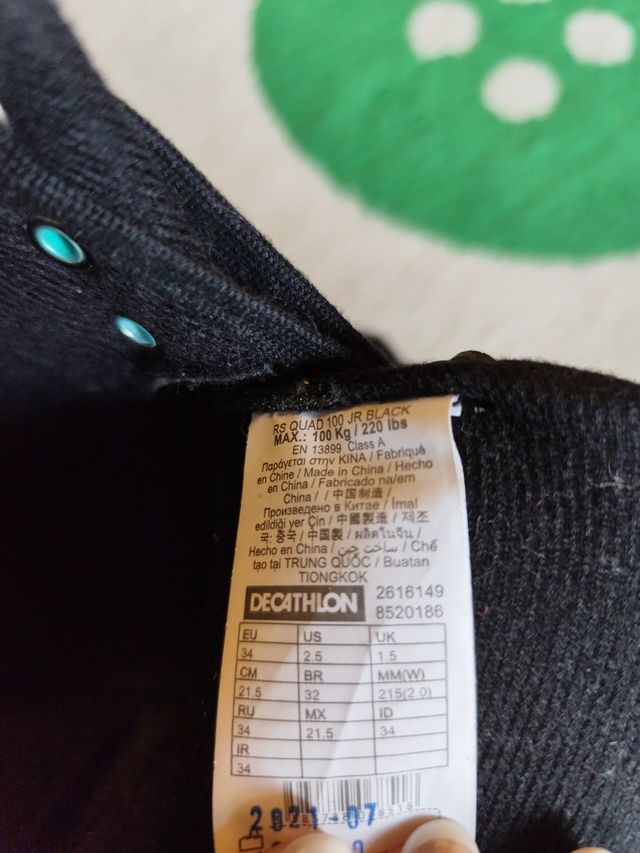 RS QUAD 100 JR BLACK
MAX.: 100 Kg / 220 lbs
EN 13899 Class A
Παράγεται στην ΚΙΝΑ / Fabriqué
en Chine / Made in China / Hecho
en China / Fabricado na/em
China / / 中国制造 /
Произведено в Китае / İmal
edildiği yer Çin / 中國製造 / 제조
국: 중국 / 中国製 / ผลิตในจีน /
Hecho en China / ساخت چین / Chế
tạo tại TRUNG QUỐC / Buatan
TIONGKOK
DECATHLON 2616149
8520186
EU US UK
34 2.5 1.5
CM BR MM(W)
21.5 32 215(2.0)
RU MX ID
34 21.5 34
IR
34
2021-07